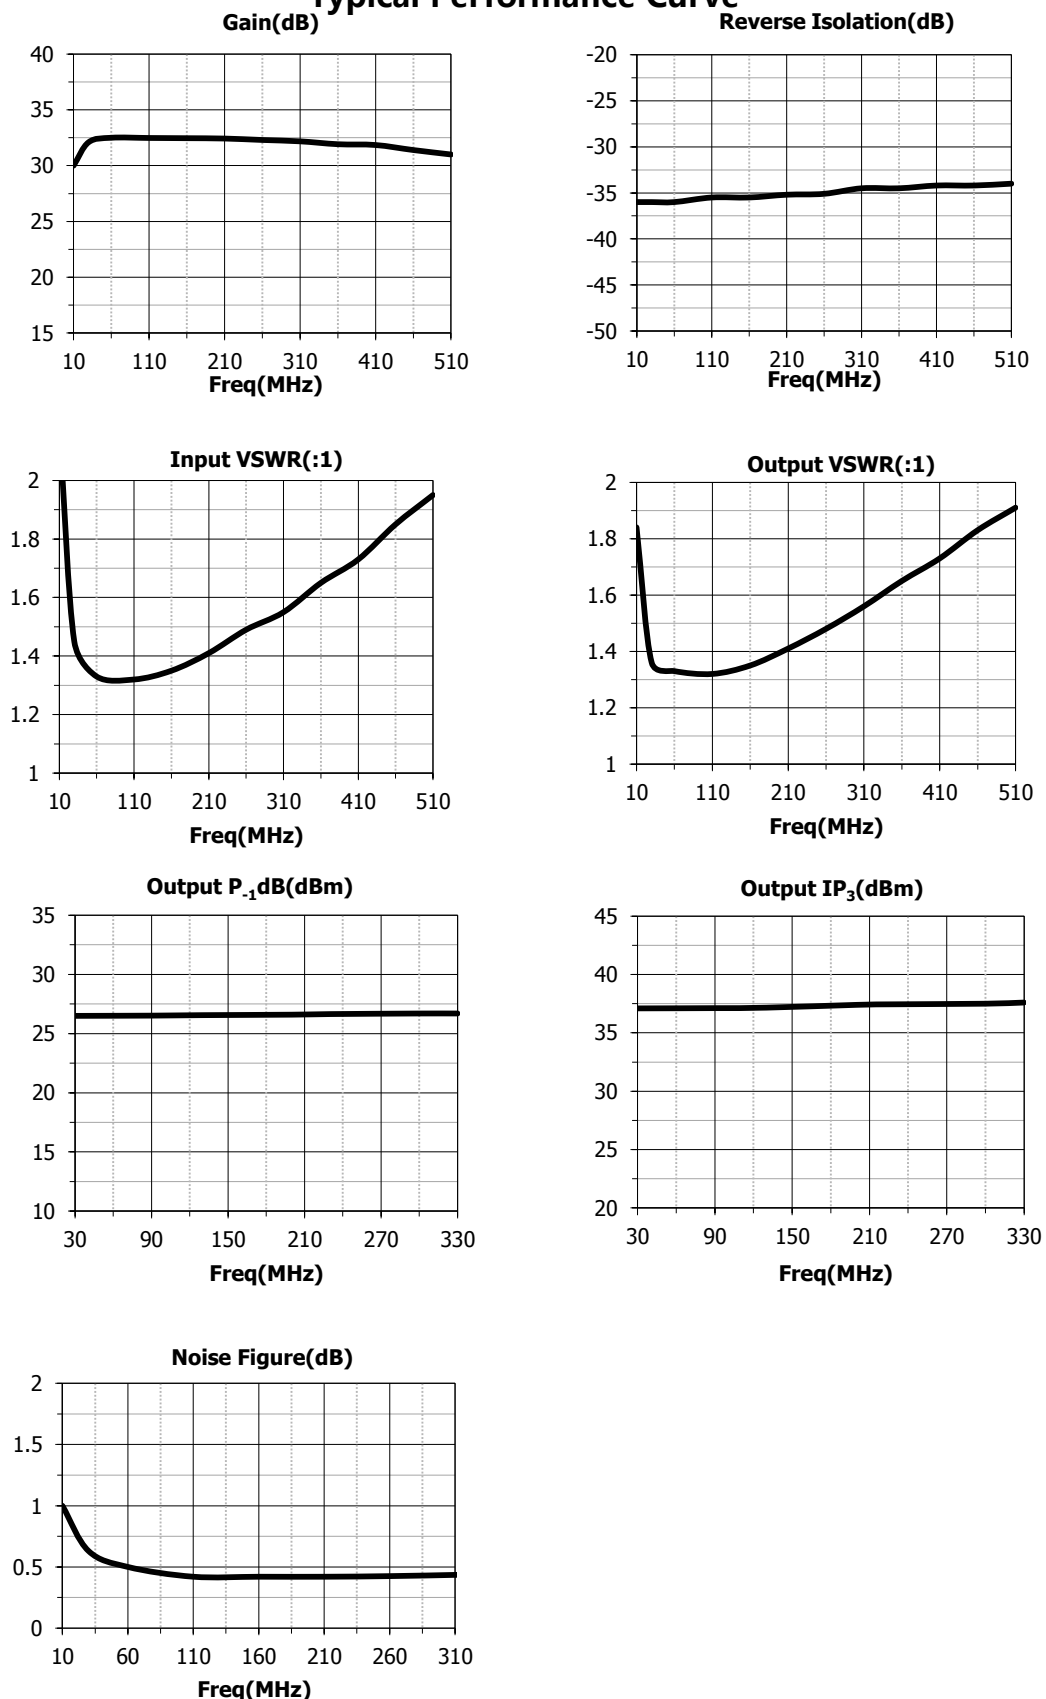 Typical Performance Curve
Gain(dB)
40
35
30
25
20
15
10 110 210 310 410 510
Freq(MHz)
Reverse Isolation(dB)
-20
-25
-30
-35
-40
-45
-50
10 110 210 310 410 510
Freq(MHz)
Input VSWR(:1)
2
1.8
1.6
1.4
1.2
1
10 110 210 310 410 510
Freq(MHz)
Output VSWR(:1)
2
1.8
1.6
1.4
1.2
1
10 110 210 310 410 510
Freq(MHz)
Output P-1dB(dBm)
35
30
25
20
15
10
30 90 150 210 270 330
Freq(MHz)
Output IP3(dBm)
45
40
35
30
25
20
30 90 150 210 270 330
Freq(MHz)
Noise Figure(dB)
2
1.5
1
0.5
0
10 60 110 160 210 260 310
Freq(MHz)